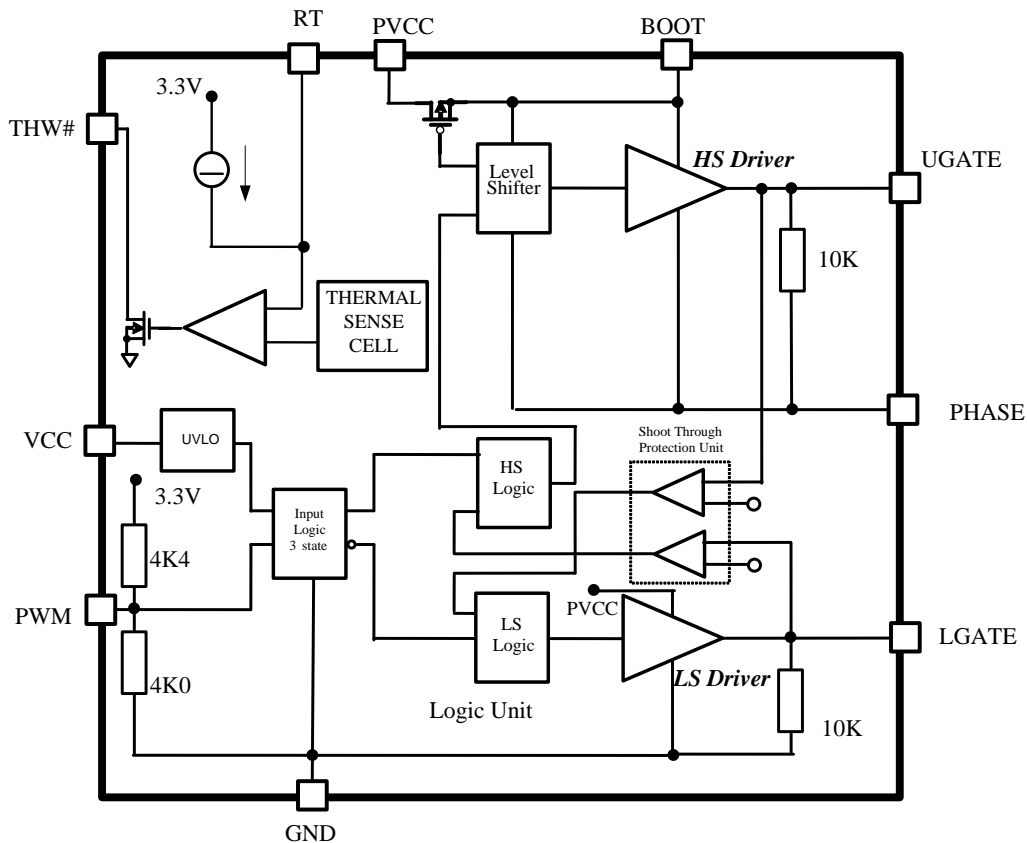 RT
PVCC
BOOT
3.3V
THW#
HS Driver
UGATE
Level
Shifter
10K
THERMAL
SENSE
CELL
PHASE
VCC
UVLO
Shoot Through
Protection Unit
HS
Logic
3.3V
Input
Logic
3 state
4K4
PVCC
PWM
LS
Logic
LGATE
4K0
LS Driver
Logic Unit
10K
GND